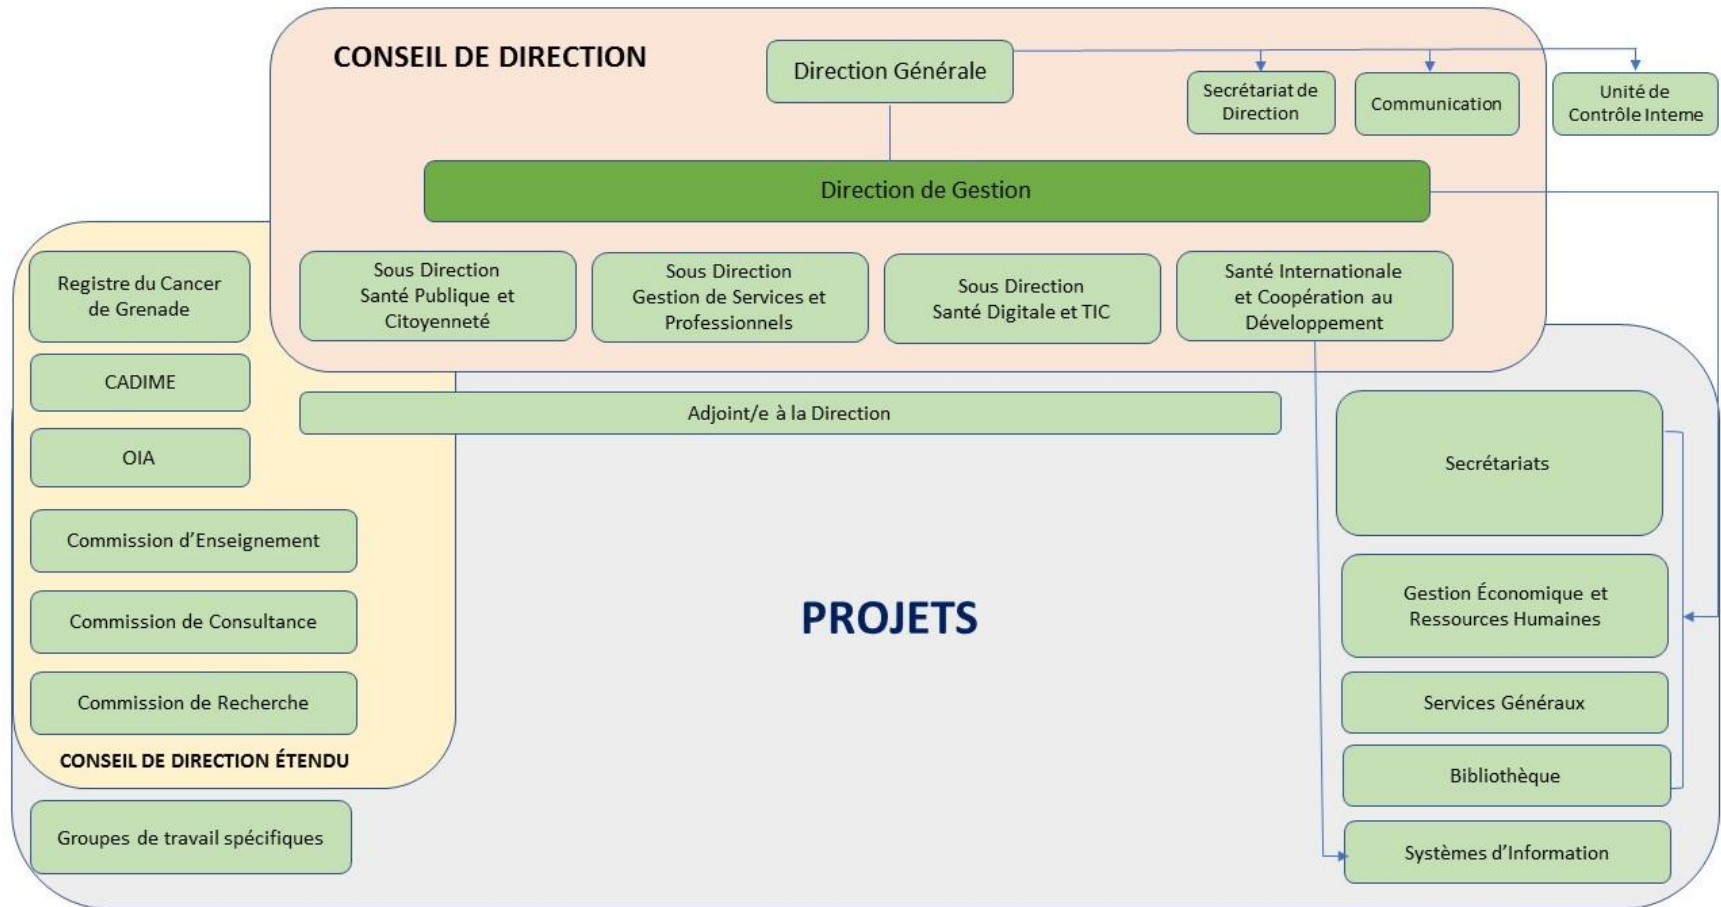 CONSEIL DE DIRECTION
Direction Générale
Secrétariat de
Direction
Communication
Unité de
Contrôle Interne
Direction de Gestion
Registre du Cancer
de Grenade
Sous Direction
Santé Publique et
Citoyenneté
Sous Direction
Gestion de Services et
Professionnels
Sous Direction
Santé Digitale et TIC
Santé Internationale
et Coopération au
Développement
CADIME
Adjoint/e à la Direction
OIA
Secrétariats
Commission d’Enseignement
Gestion Économique et
Ressources Humaines
Commission de Consultance
PROJETS
Commission de Recherche
Services Généraux
CONSEIL DE DIRECTION ÉTENDU
Bibliothèque
Groupes de travail spécifiques
Systèmes d’Information